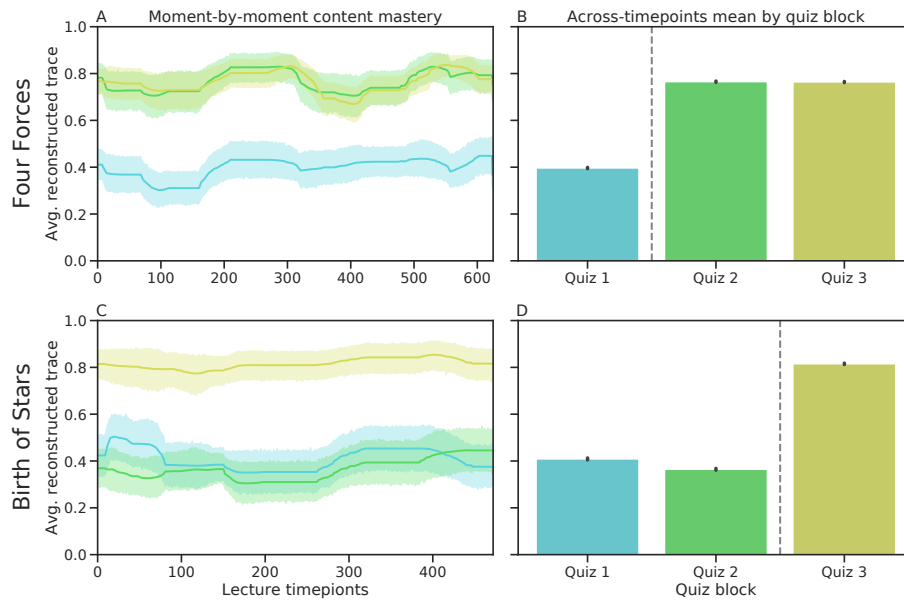 A Moment-by-moment content mastery
B Across-timepoints mean by quiz block
Four Forces
Avg. reconstructed trace
1.0
0.8
0.6
0.4
0.2
0.0
0 100 200 300 400 500 600
Quiz 1 Quiz 2 Quiz 3
C
D
Birth of Stars
Avg. reconstructed trace
1.0
0.8
0.6
0.4
0.2
0.0
0 100 200 300 400
Lecture timepionts
Quiz 1 Quiz 2 Quiz 3
Quiz block